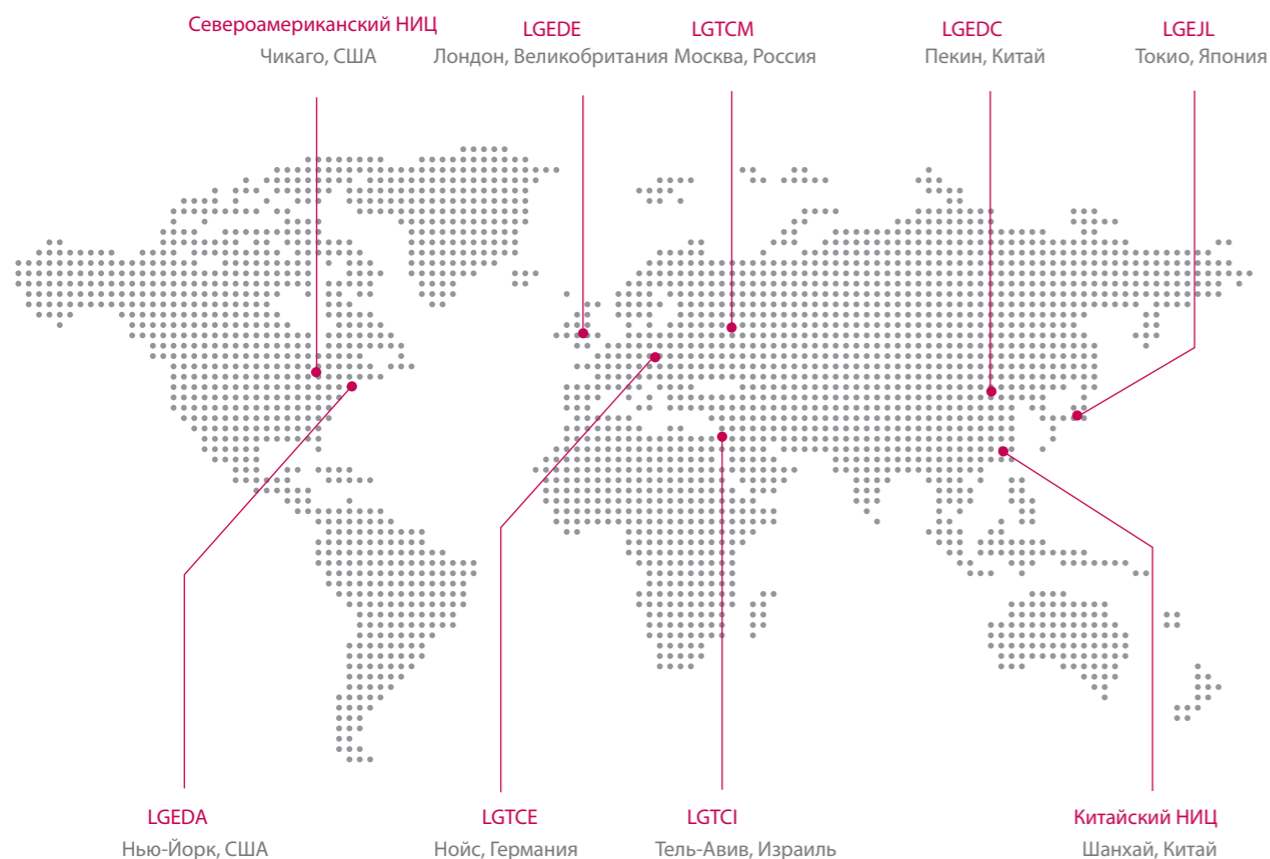 Североамериканский НИЦ
Чикаго, США
LGEDE
Лондон, Великобритания
LGTCM
Москва, Россия
LGEDC
Пекин, Китай
LGEJL
Токио, Япония
LGEDA
Нью-Йорк, США
LGTCE
Нойс, Германия
LGTCI
Тель-Авив, Израиль
Китайский НИЦ
Шанхай, Китай